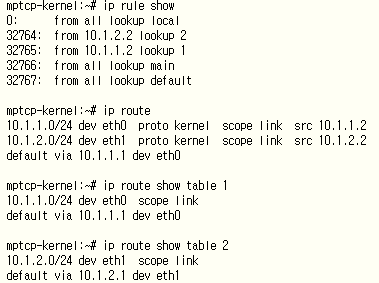 mptcp-kernel:~# ip rule show
0:      from all lookup local
32764:  from 10.1.2.2 lookup 2
32765:  from 10.1.1.2 lookup 1
32766:  from all lookup main
32767:  from all lookup default
mptcp-kernel:~# ip route
10.1.1.0/24 dev eth0  proto kernel  scope link  src 10.1.1.2
10.1.2.0/24 dev eth1  proto kernel  scope link  src 10.1.2.2
default via 10.1.1.1 dev eth0
mptcp-kernel:~# ip route show table 1
10.1.1.0/24 dev eth0  scope link
default via 10.1.1.1 dev eth0
mptcp-kernel:~# ip route show table 2
10.1.2.0/24 dev eth1  scope link
default via 10.1.2.1 dev eth1